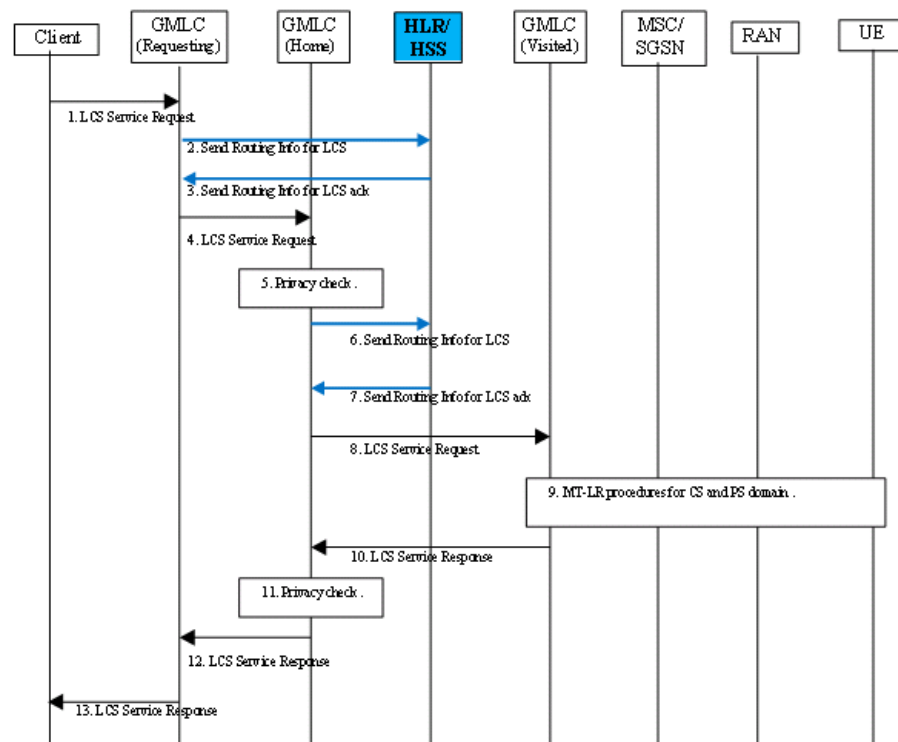 Client
GMLC
(Requesting)
GMLC
(Home)
HLR/
HSS
GMLC
(Visited)
MSC/
SGSN
RAN
UE
1. LCS Service Request
2. Send Routing Info for LCS
3. Send Routing Info for LCS ack
4. LCS Service Request
5. Privacy check .
6. Send Routing Info for LCS
7. Send Routing Info for LCS ack
8. LCS Service Request
9. MT-LR procedures for CS and PS domain .
10. LCS Service Response
11. Privacy check .
12. LCS Service Response
13. LCS Service Response